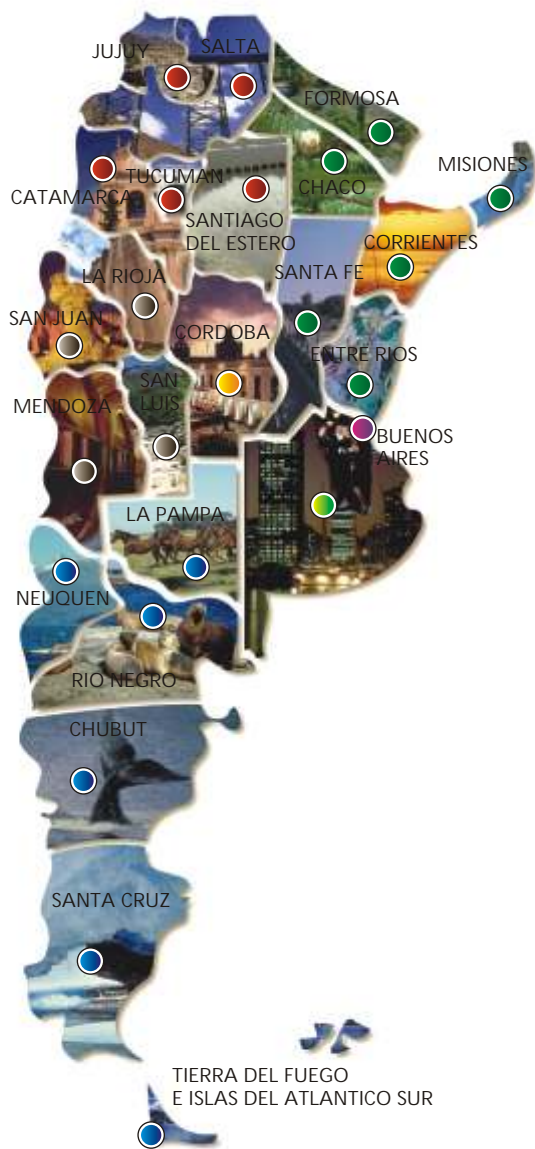 JUJUY
SALTA
FORMOSA
MISIONES
CATAMARCA
TUCUMAN
CHACO
SANTIAGO
DEL ESTERO
CORRIENTES
LA RIOJA
SANTA FE
SAN JUAN
CORDOBA
ENTRE RIOS
MENDOZA
SAN
LUIS
BUENOS
AIRES
LA PAMPA
NEUQUEN
RIO NEGRO
CHUBUT
SANTA CRUZ
TIERRA DEL FUEGO
E ISLAS DEL ATLANTICO SUR